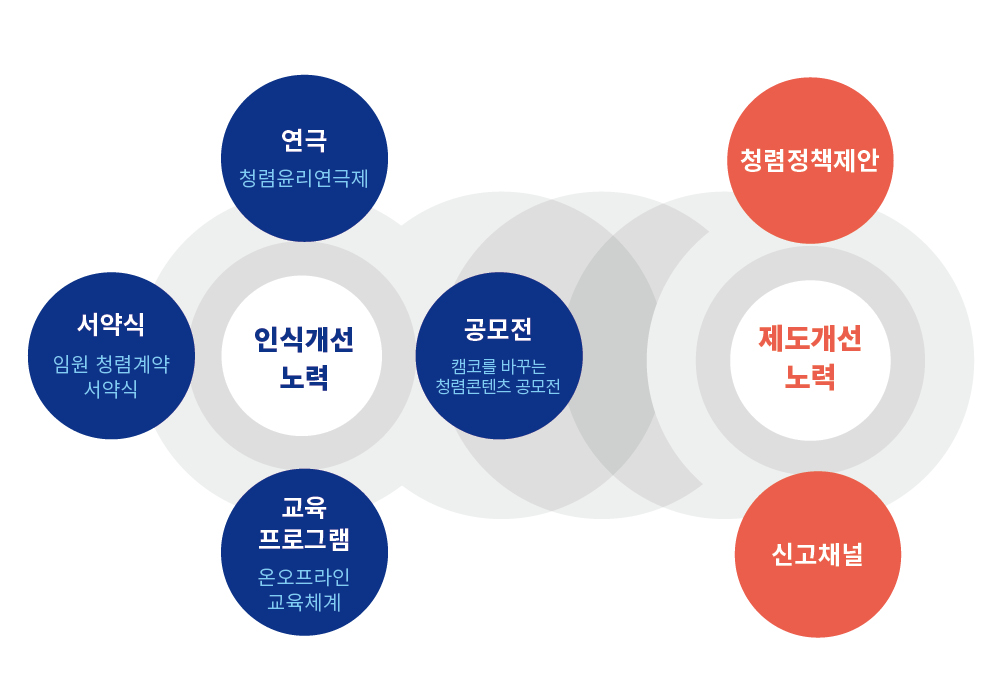 연극
청렴윤리연극제
청렴정책제안
서약식
임원 청렴계약
서약식
인식개선
노력
공모전
캠코를 바꾸는
청렴콘텐츠 공모전
제도개선
노력
교육
프로그램
온오프라인
교육체계
신고채널